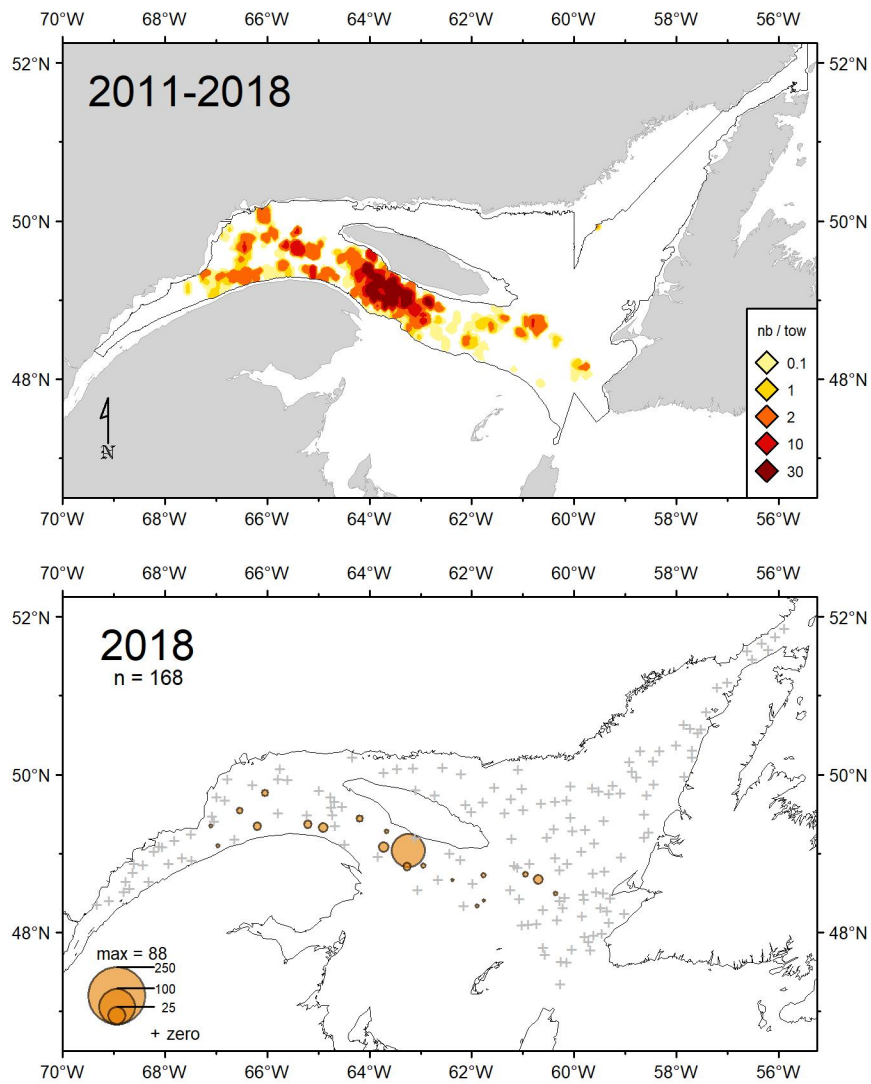 70°W 68°W 66°W 64°W 62°W 60°W 58°W 56°W
52°N 52°N
2011-2018
50°N 50°N
nb / tow
0.1
48°N 48°N
1
2
N
10
30
70°W 68°W 66°W 64°W 62°W 60°W 58°W 56°W
70°W 68°W 66°W 64°W 62°W 60°W 58°W 56°W
52°N 52°N
2018
n = 168
50°N 50°N
48°N 48°N
max = 88
250
100
25
+ zero
70°W 68°W 66°W 64°W 62°W 60°W 58°W 56°W